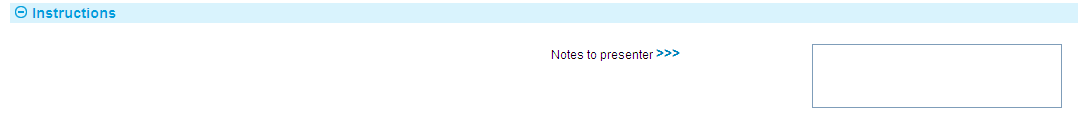 Instructions
Notes to presenter >>>